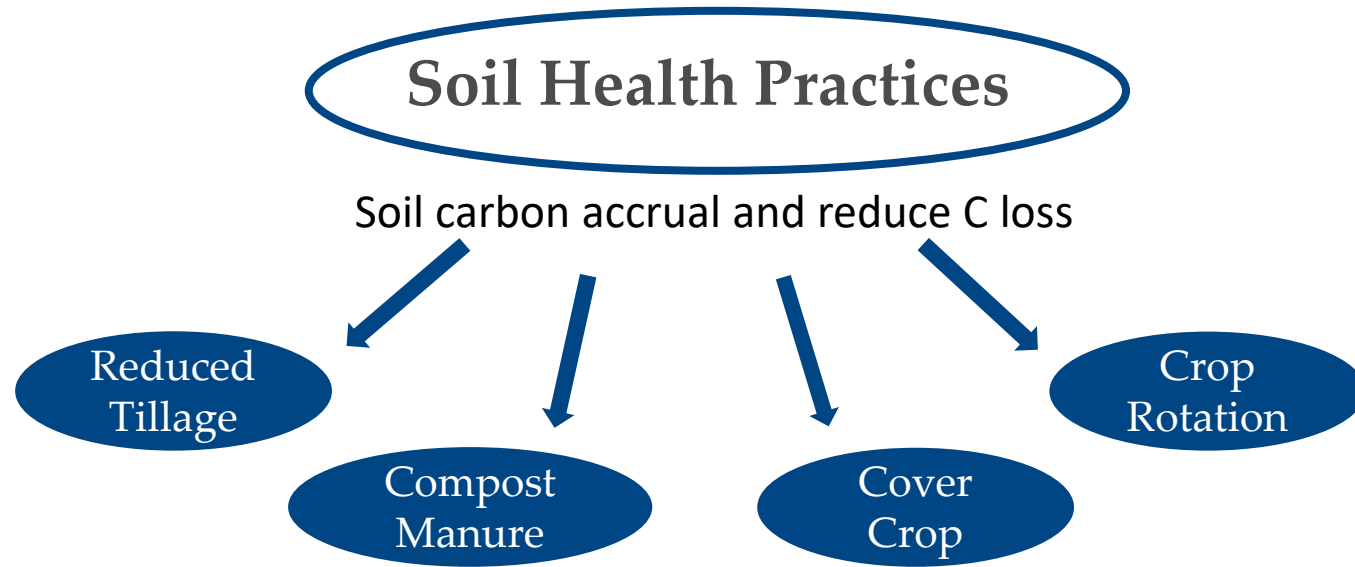 Soil Health Practices
Soil carbon accrual and reduce C loss
Reduced
Tillage
Compost
Manure
Cover
Crop
Crop
Rotation